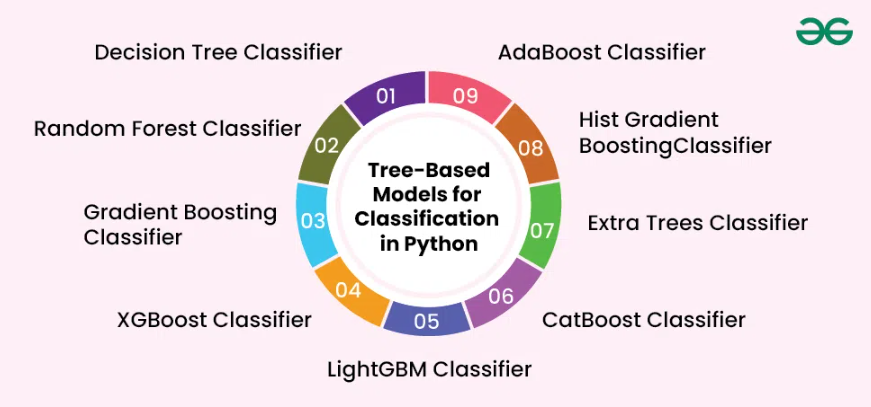 Decision Tree Classifier
01
Random Forest Classifier
02
Gradient Boosting
Classifier
03
XGBoost Classifier
04
LightGBM Classifier
05
CatBoost Classifier
06
Extra Trees Classifier
07
Hist Gradient
BoostingClassifier
08
AdaBoost Classifier
09
Tree-Based
Models for
Classification
in Python